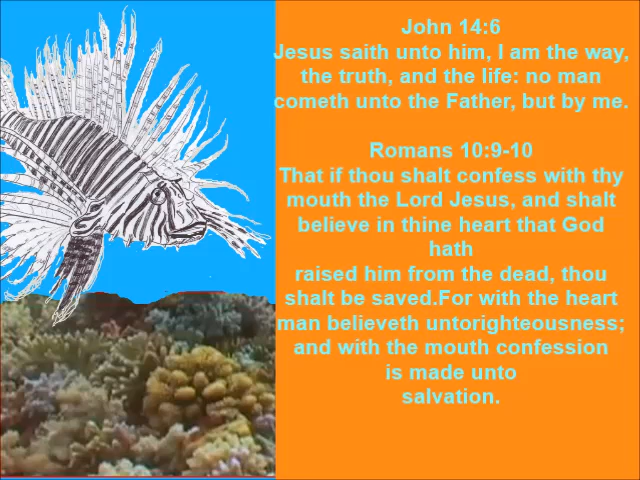 John 14:6
Jesus saith unto him, I am the way,
the truth, and the life: no man
cometh unto the Father, but by me.
Romans 10:9-10
That if thou shalt confess with thy
mouth the Lord Jesus, and shalt
believe in thine heart that God
hath
raised him from the dead, thou
shalt be saved.For with the heart
man believeth untorighteousness;
and with the mouth confession
is made unto
salvation.